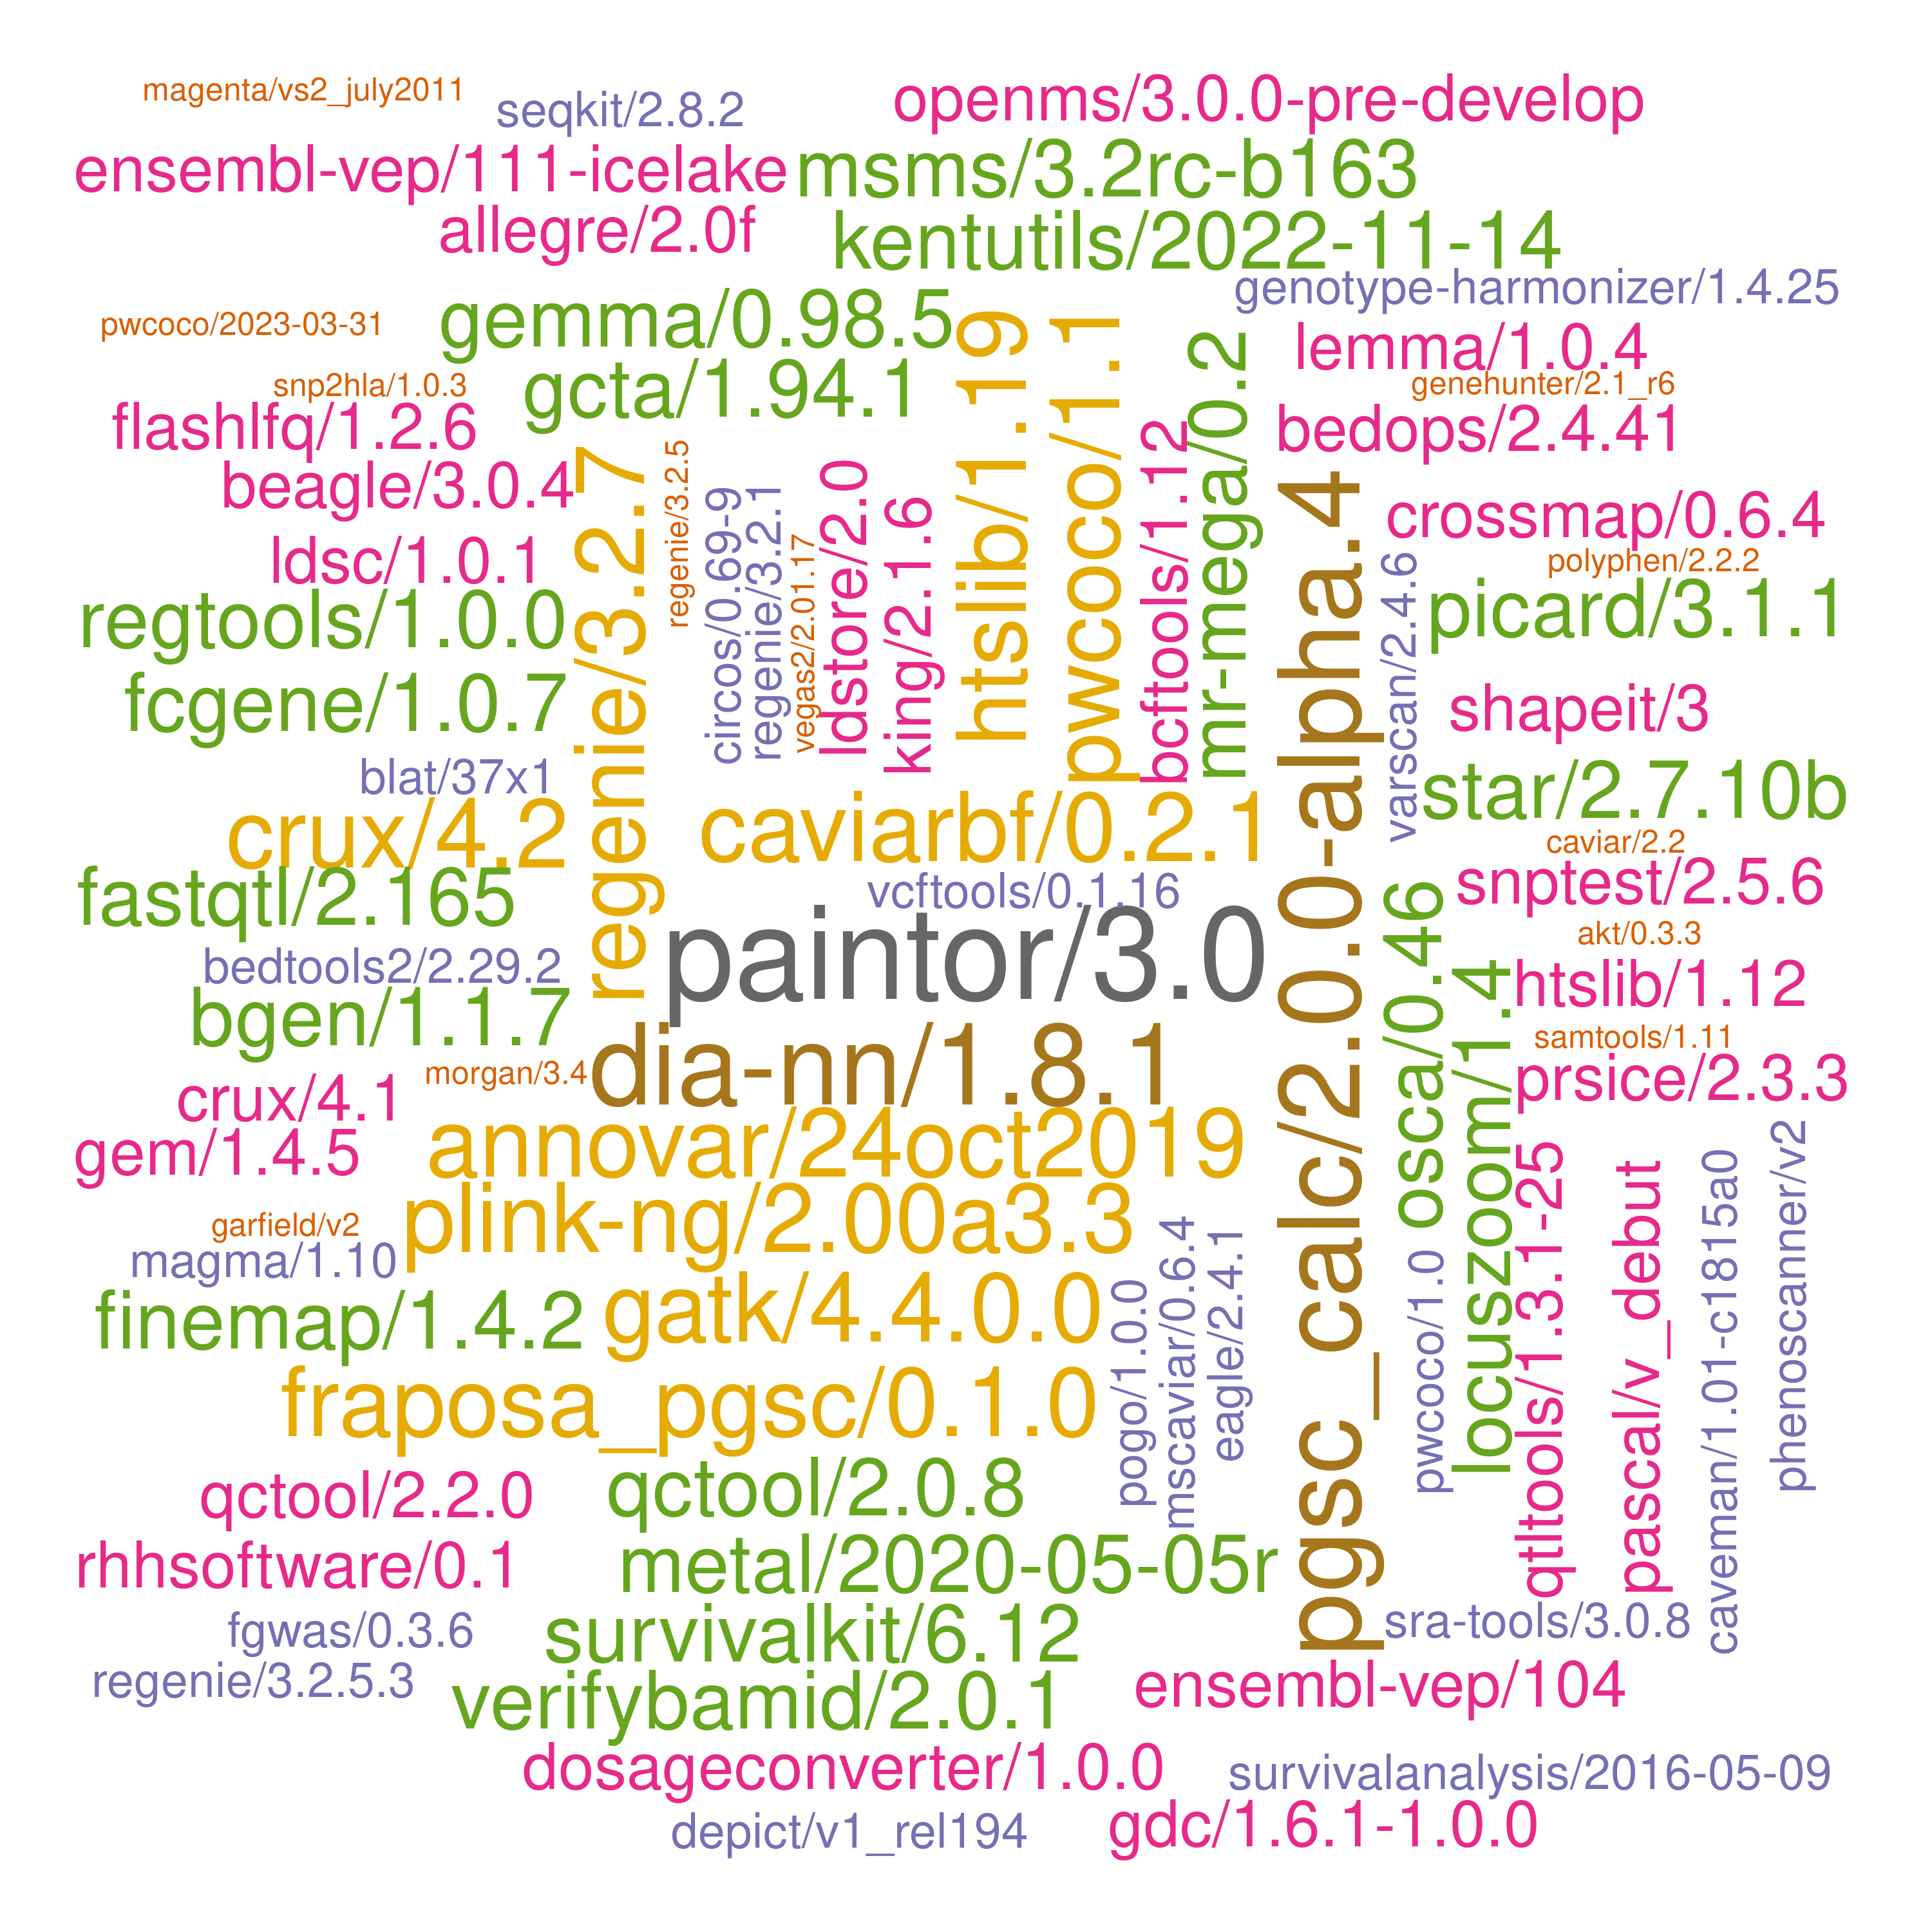 magenta/vs2_july2011
seqkit/2.8.2
openms/3.0.0-pre-develop
ensembl-vep/111-icelake
msms/3.2rc-b163
allegre/2.0f
kentutils/2022-11-14
genotype-harmonizer/1.4.25
pwcoco/2023-03-31
gemma/0.98.5
htslib/1.19
pwcoco/1.1
mr-mega/0.2
lemma/1.0.4
snp2hla/1.0.3
gcta/1.94.1
genehunter/2.1_r6
flashlfq/1.2.6
bedops/2.4.41
beagle/3.0.4
regenie/3.2.7
regenie/3.2.5
circos/0.69-9
regenie/3.2.1
vegas2/2.01.17
ldstore/2.0
king/2.1.6
bcftools/1.12
pgsc_calc/2.0.0-alpha.4
crossmap/0.6.4
ldsc/1.0.1
varscan/2.4.6
polyphen/2.2.2
regtools/1.0.0
picard/3.1.1
fcgene/1.0.7
shapeit/3
blat/37x1
star/2.7.10b
crux/4.2
caviarbf/0.2.1
caviar/2.2
fastqtl/2.165
vcftools/0.1.16
osca/0.46
snptest/2.5.6
akt/0.3.3
bedtools2/2.29.2
paintor/3.0
locuszoom/1.4
htslib/1.12
bgen/1.1.7
samtools/1.11
morgan/3.4
dia-nn/1.8.1
prsice/2.3.3
crux/4.1
annovar/24oct2019
gem/1.4.5
qtltools/1.3.1-25
pascal/v_debut
caveman/1.01-c1815a0
phenoscanner/v2
garfield/v2
plink-ng/2.00a3.3
magma/1.10
pogo/1.0.0
mscaviar/0.6.4
eagle/2.4.1
pwcoco/1.0
finemap/1.4.2
gatk/4.4.0.0
fraposa_pgsc/0.1.0
qctool/2.2.0
qctool/2.0.8
rhhsoftware/0.1
metal/2020-05-05r
fgwas/0.3.6
survivalkit/6.12
sra-tools/3.0.8
regenie/3.2.5.3
verifybamid/2.0.1
ensembl-vep/104
dosageconverter/1.0.0
survivalanalysis/2016-05-09
depict/v1_rel194
gdc/1.6.1-1.0.0